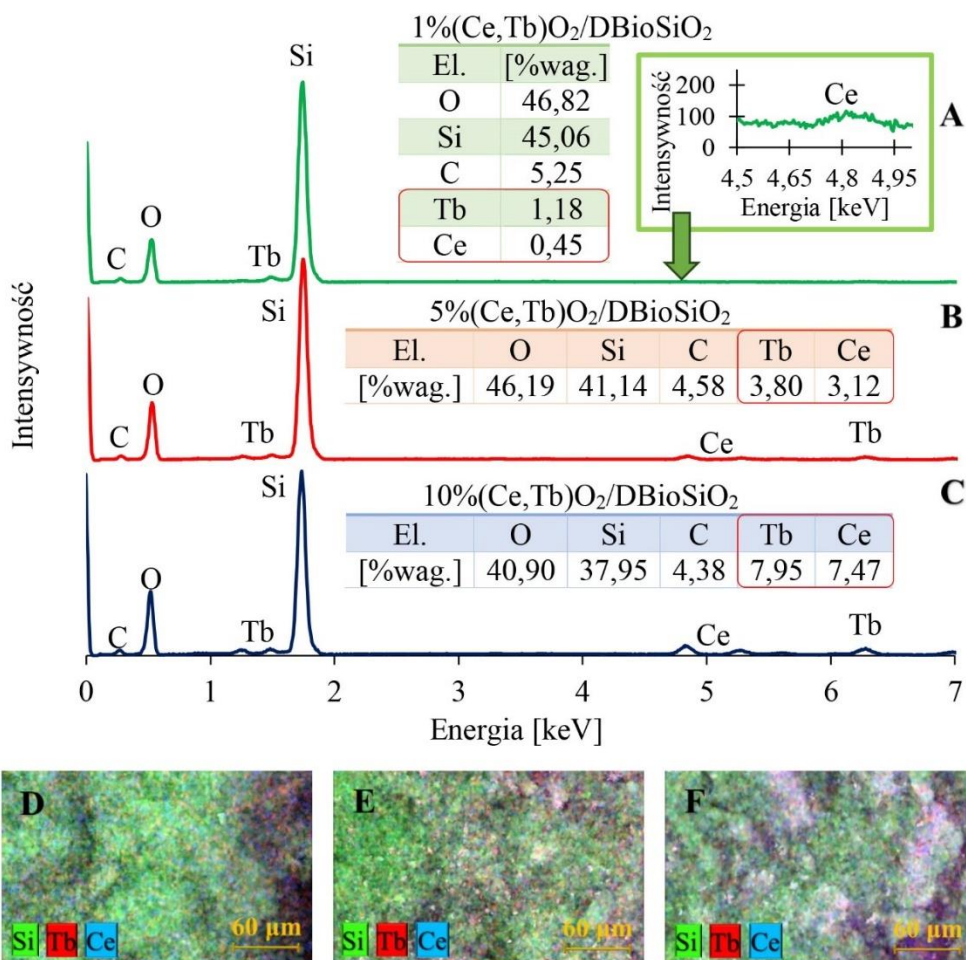 1%(Ce,Tb)O₂/DBioSiO₂
El. [%wag.]
O 46,82
Si 45,06
C 5,25
Tb 1,18
Ce 0,45
Intensywność
200
100
0
Ce
4,5 4,65 4,8 4,95
Energia [keV]
A
Si
O
C
Tb
Intensywność
5%(Ce,Tb)O₂/DBioSiO₂
B
El. O Si C Tb Ce
[%wag.] 46,19 41,14 4,58 3,80 3,12
Si
O
C
Tb
Ce
Tb
10%(Ce,Tb)O₂/DBioSiO₂
C
El. O Si C Tb Ce
[%wag.] 40,90 37,95 4,38 7,95 7,47
Si
O
C
Tb
Ce
Tb
0 1 2 3 4 5 6 7
Energia [keV]
D
Si Tb Ce
60 µm
E
Si Tb Ce
60 µm
F
Si Tb Ce
60 µm